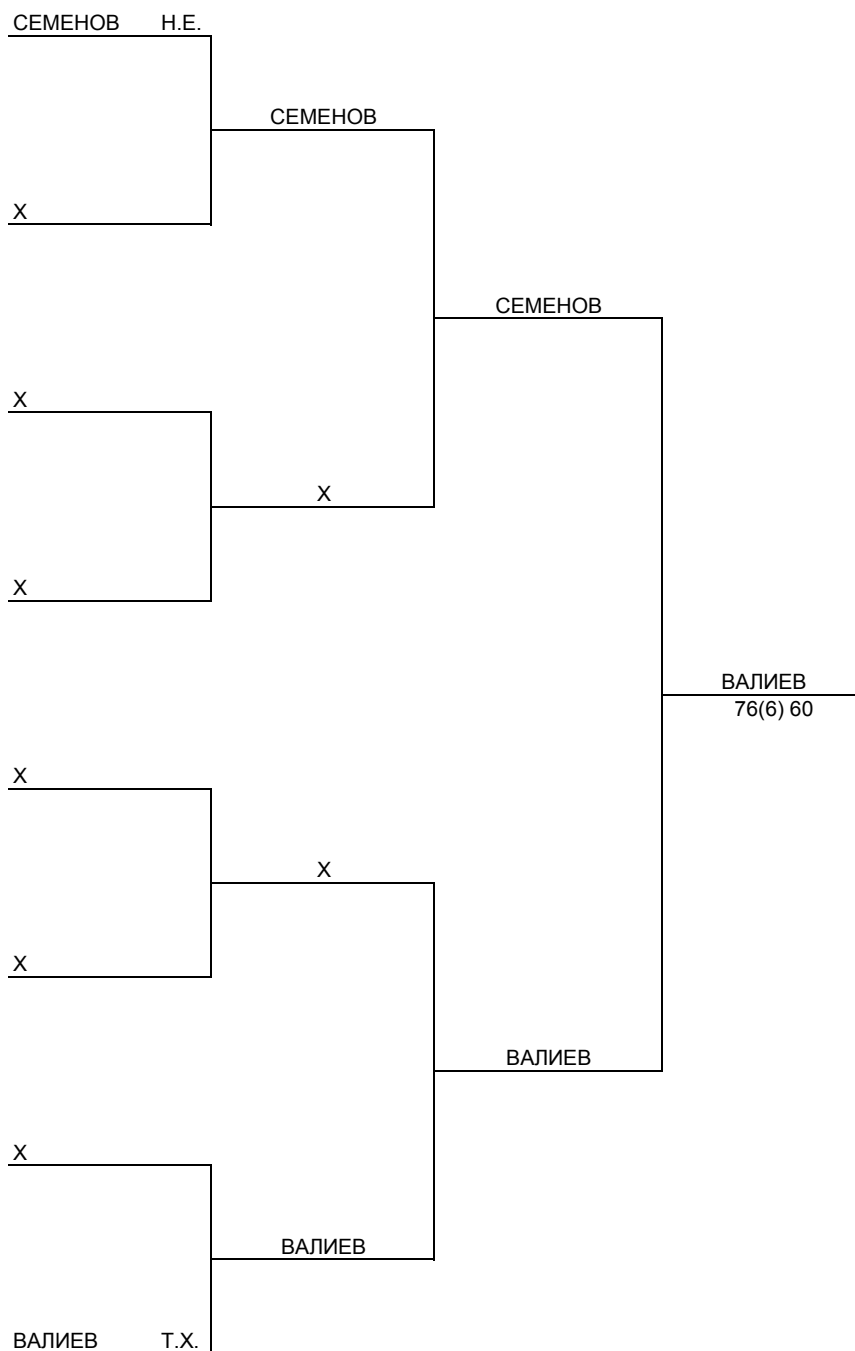 СЕМЕНОВ Н.Е.
СЕМЕНОВ
Х
СЕМЕНОВ
Х
Х
Х
ВАЛИЕВ
76(6) 60
Х
Х
Х
ВАЛИЕВ
Х
ВАЛИЕВ
ВАЛИЕВ Т.Х.